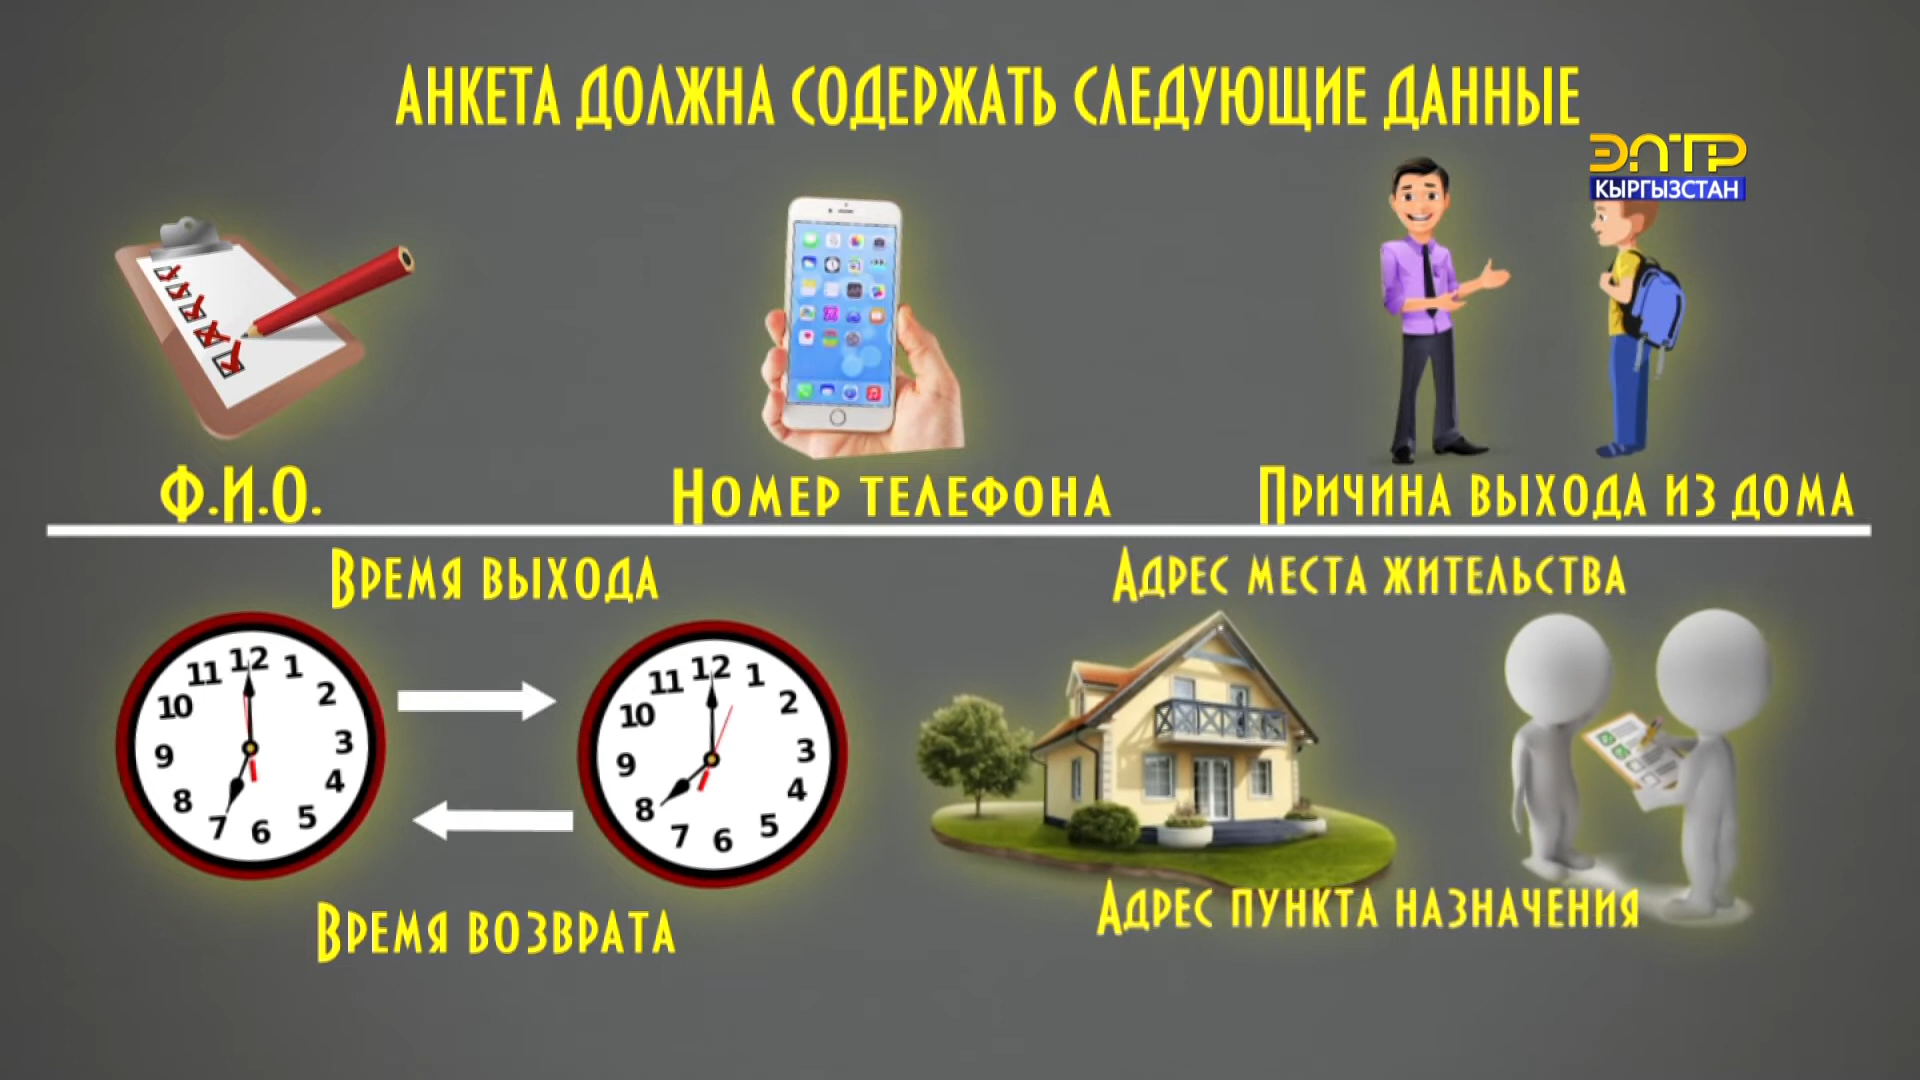 АНКЕТА ДОЛЖНА СОДЕРЖАТЬ СЛЕДУЮЩИЕ ДАННЫЕ
ЭЛТР
КЫРГЫЗСТАН
Ф.И.О.
НОМЕР ТЕЛЕФОНА
ПРИЧИНА ВЫХОДА ИЗ ДОМА
ВРЕМЯ ВЫХОДА
АДРЕС МЕСТА ЖИТЕЛЬСТВА
12 1 2 3 4 5 6 7 8 9 10 11
12 1 2 3 4 5 6 7 8 9 10 11
ВРЕМЯ ВОЗВРАТА
АДРЕС ПУНКТА НАЗНАЧЕНИЯ